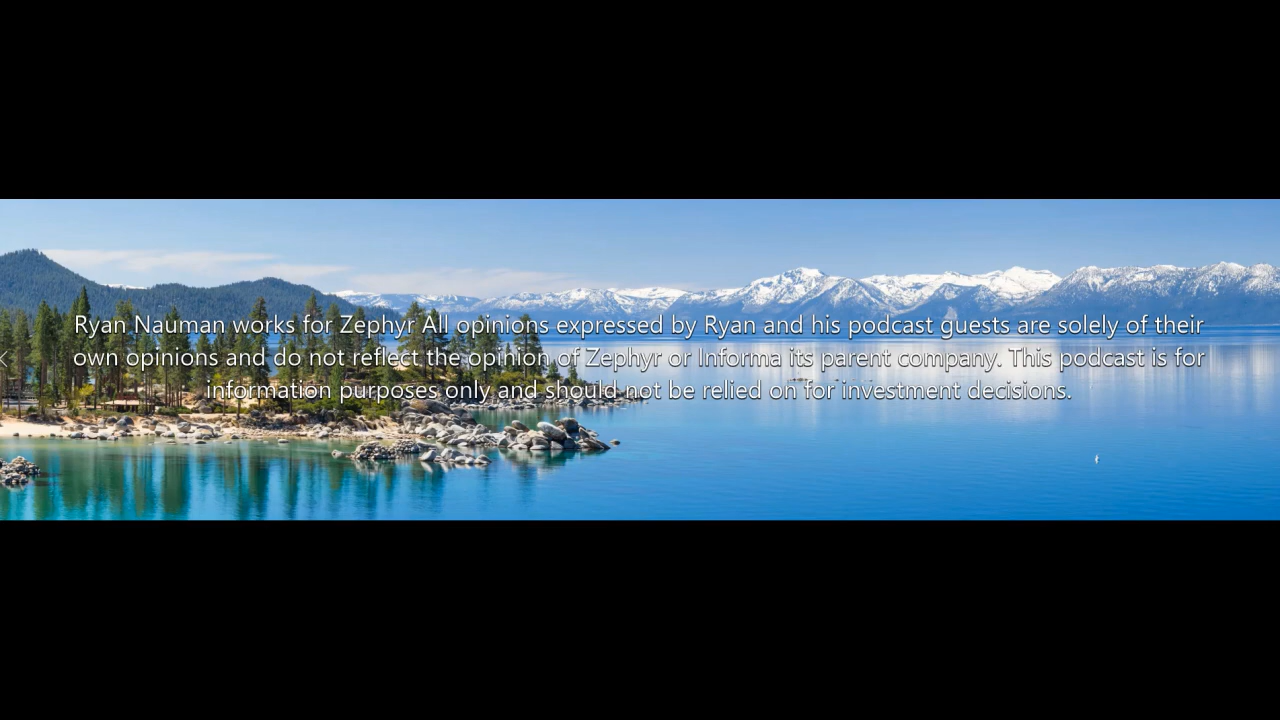 Ryan Nauman works for Zephyr All opinions expressed by Ryan and his podcast guests are solely of their
own opinions and do not reflect the opinion of Zephyr or Informa its parent company. This podcast is for
information purposes only and should not be relied on for investment decisions.